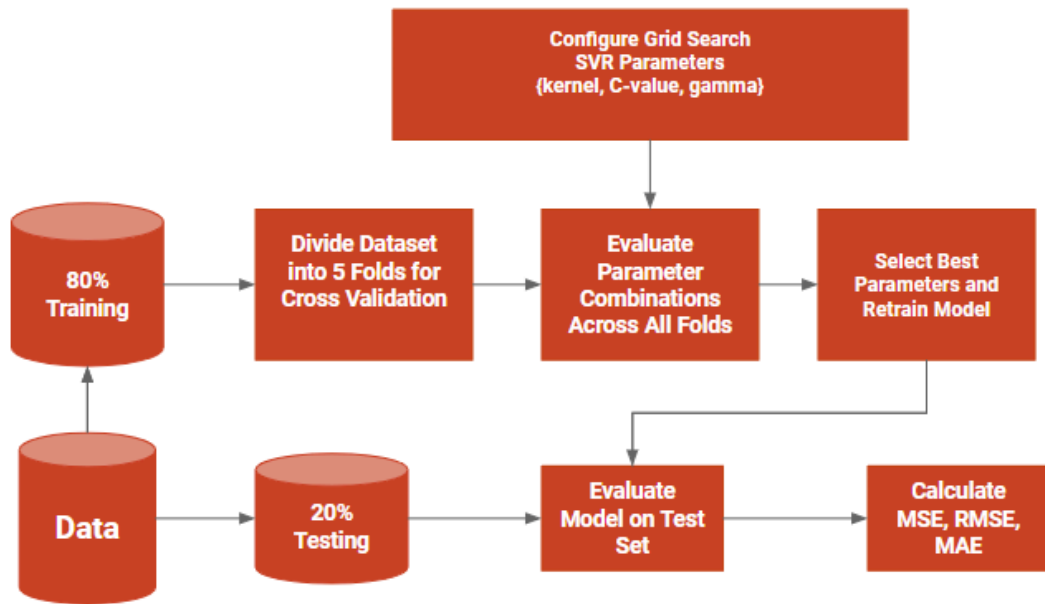 Configure Grid Search
SVR Parameters
{kernel, C-value, gamma}
80%
Training
Divide Dataset
into 5 Folds for
Cross Validation
Evaluate
Parameter
Combinations
Across All Folds
Select Best
Parameters and
Retrain Model
Data
20%
Testing
Evaluate
Model on Test
Set
Calculate
MSE, RMSE,
MAE